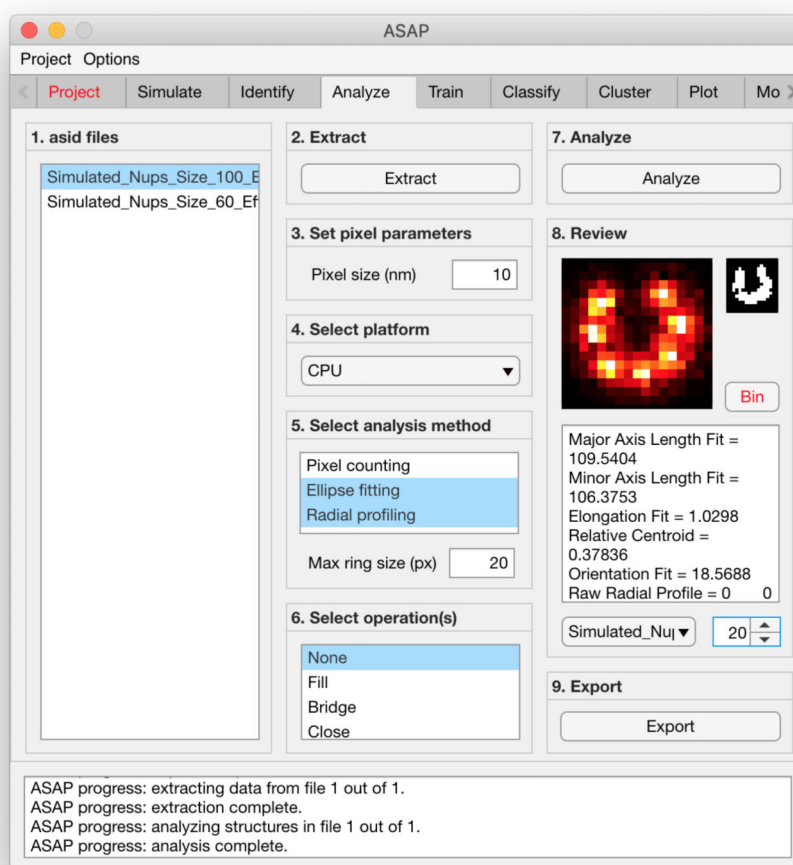 ASAP
Project Options
Project Simulate Identify Analyze Train Classify Cluster Plot Mo
1. asid files
Simulated_Nups_Size_100_E
Simulated_Nups_Size_60_Ef
2. Extract
Extract
3. Set pixel parameters
Pixel size (nm) 10
4. Select platform
CPU
5. Select analysis method
Pixel counting
Ellipse fitting
Radial profiling
Max ring size (px) 20
6. Select operation(s)
None
Fill
Bridge
Close
7. Analyze
Analyze
8. Review
Bin
Major Axis Length Fit =
109.5404
Minor Axis Length Fit =
106.3753
Elongation Fit = 1.0298
Relative Centroid =
0.37836
Orientation Fit = 18.5688
Raw Radial Profile = 0 0
Simulated_Nu 20
9. Export
Export
ASAP progress: extracting data from file 1 out of 1.
ASAP progress: extraction complete.
ASAP progress: analyzing structures in file 1 out of 1.
ASAP progress: analysis complete.